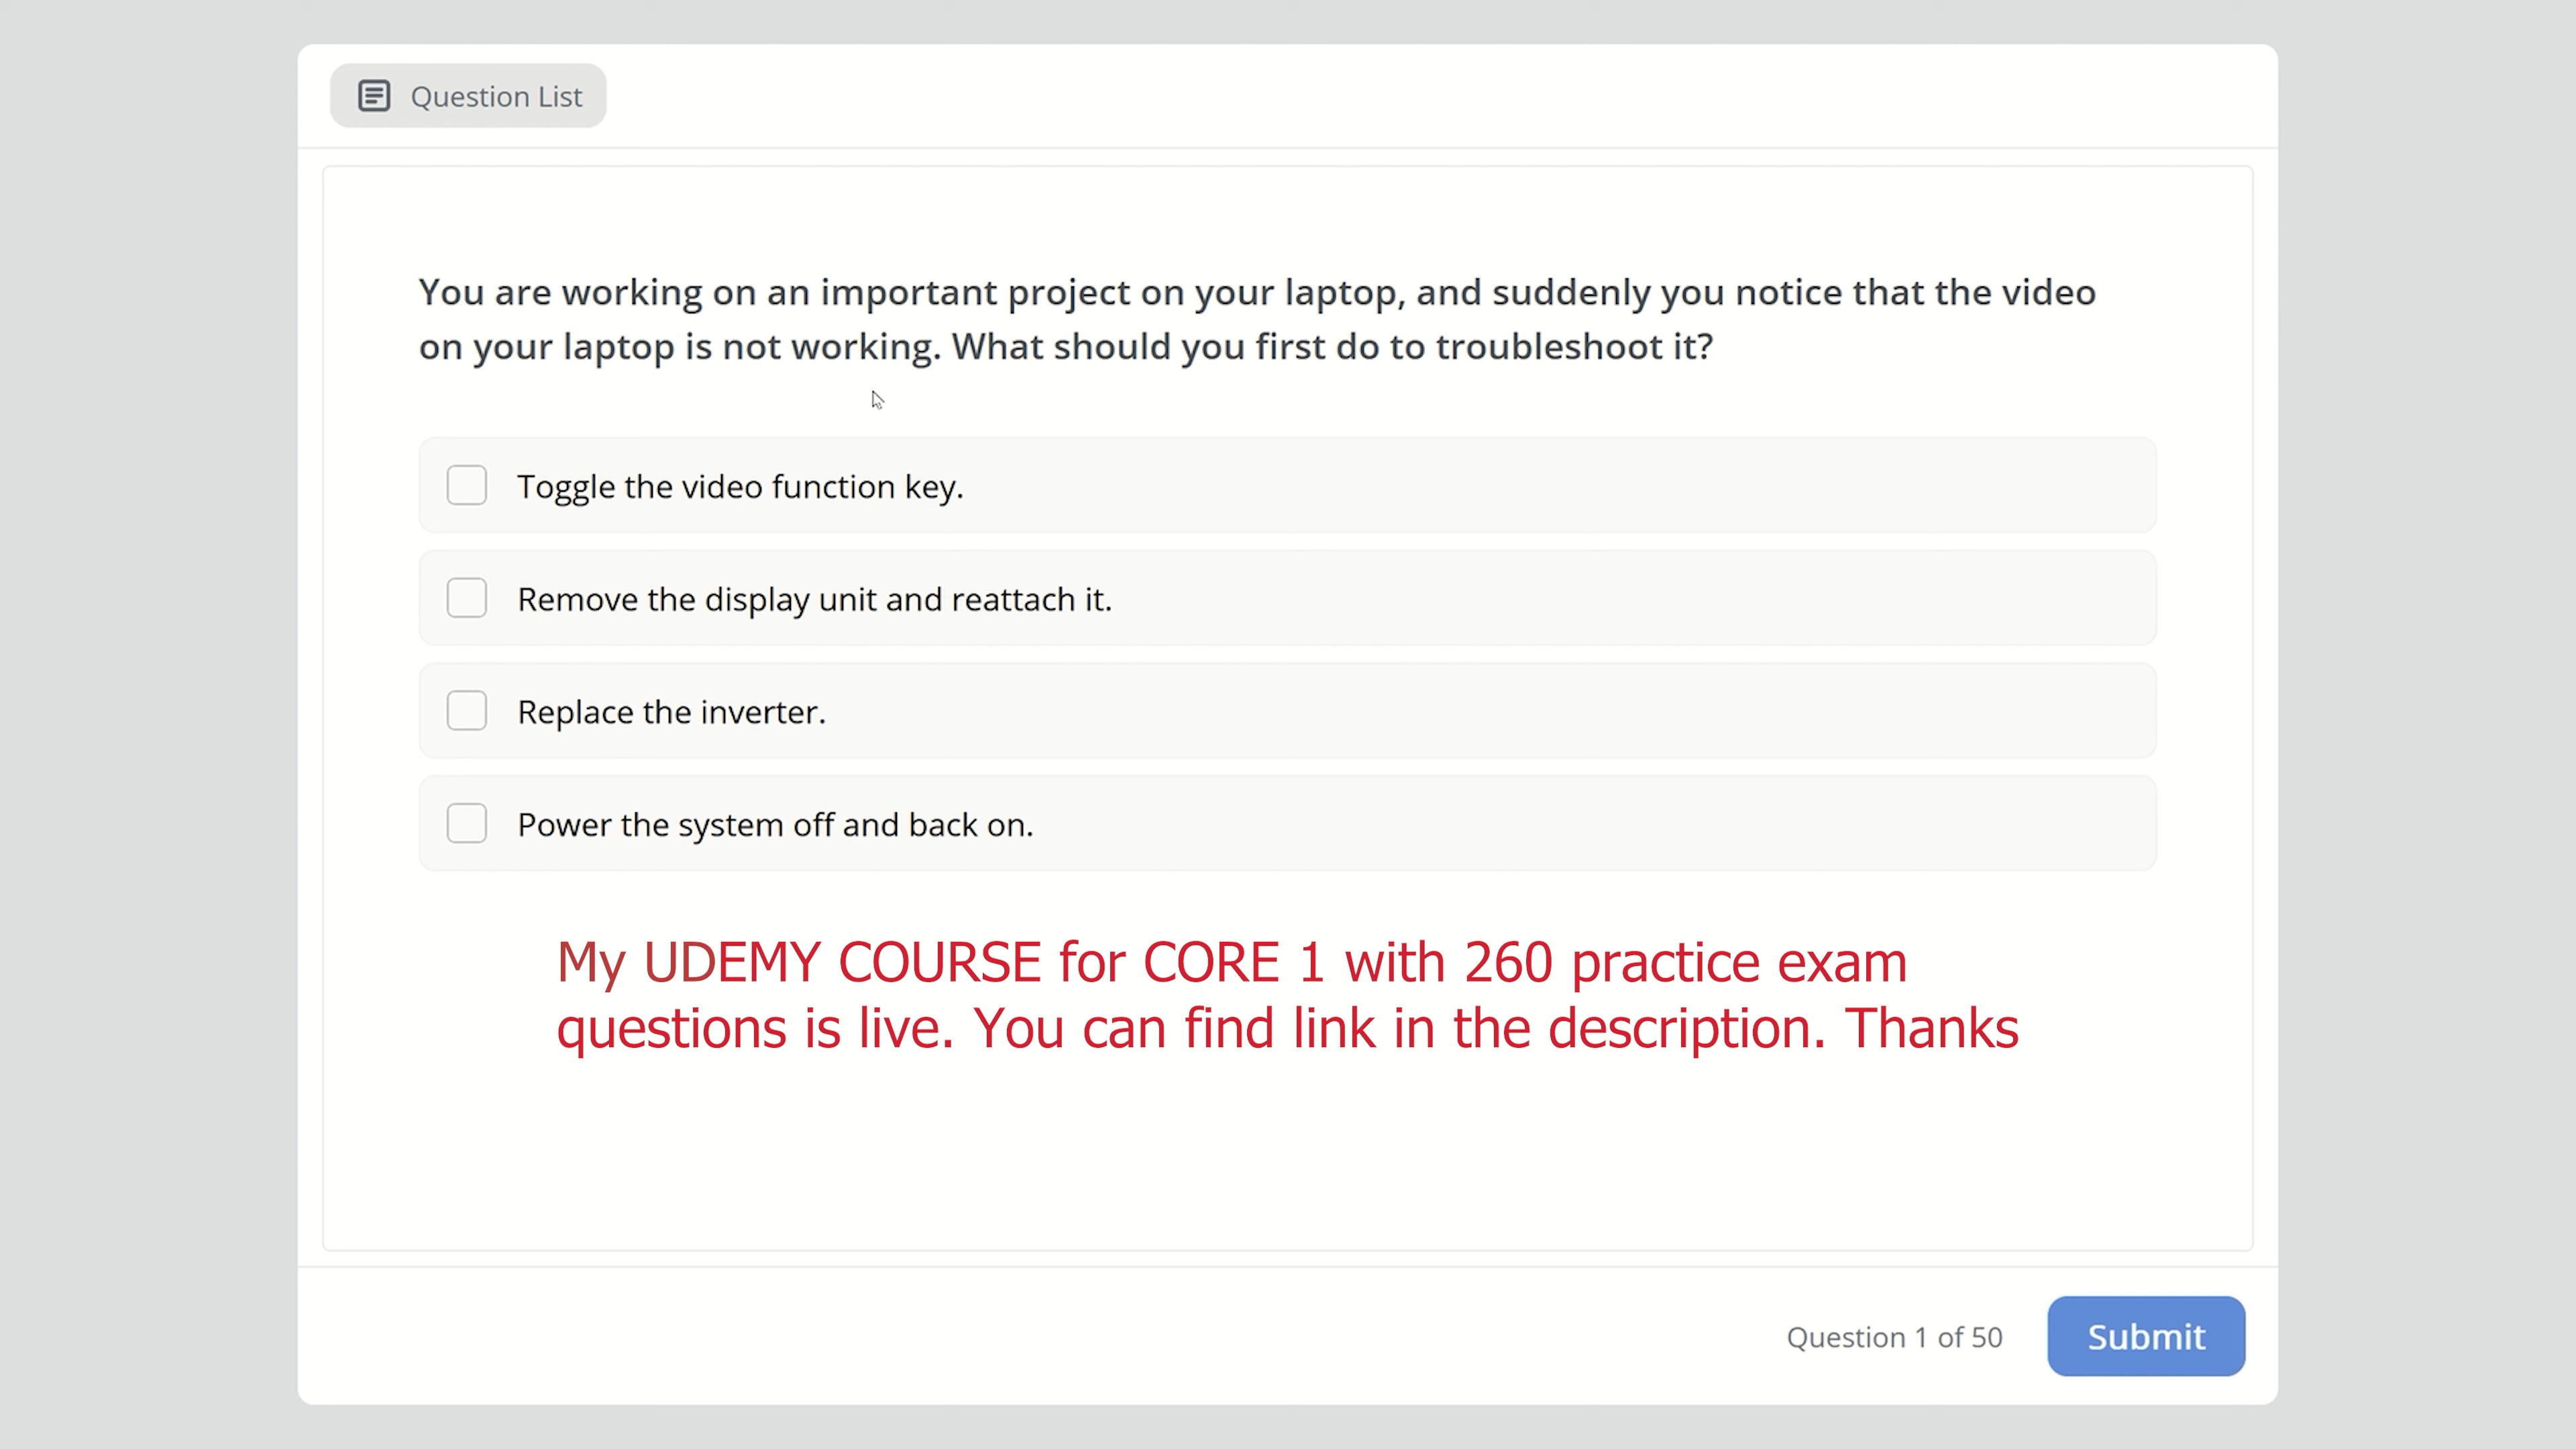 Question List
You are working on an important project on your laptop, and suddenly you notice that the video
on your laptop is not working. What should you first do to troubleshoot it?
Toggle the video function key.
Remove the display unit and reattach it.
Replace the inverter.
Power the system off and back on.
My UDEMY COURSE for CORE 1 with 260 practice exam
questions is live. You can find link in the description. Thanks
Question 1 of 50
Submit